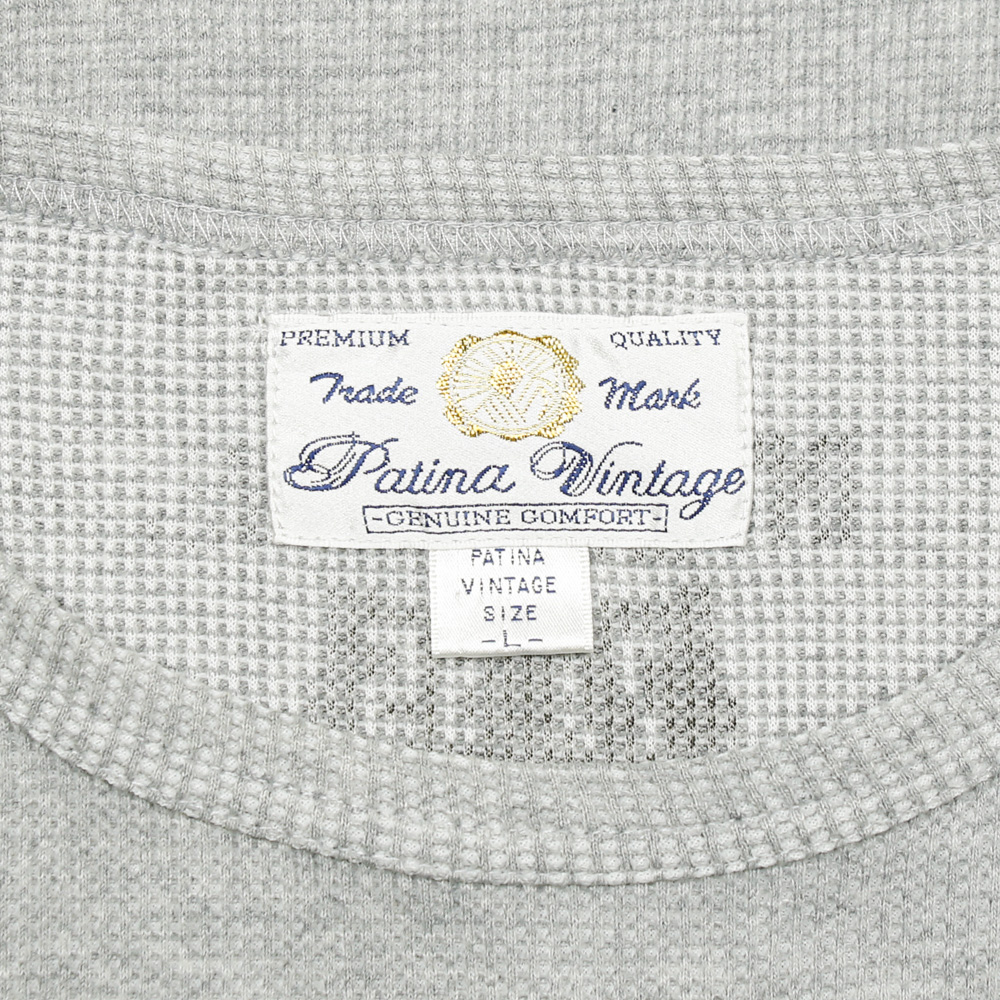 PREMIUM QUALITY
Trade Mark
Patina Vintage
-GENUINE COMFORT-
PATINA
VINTAGE
SIZE
-L-